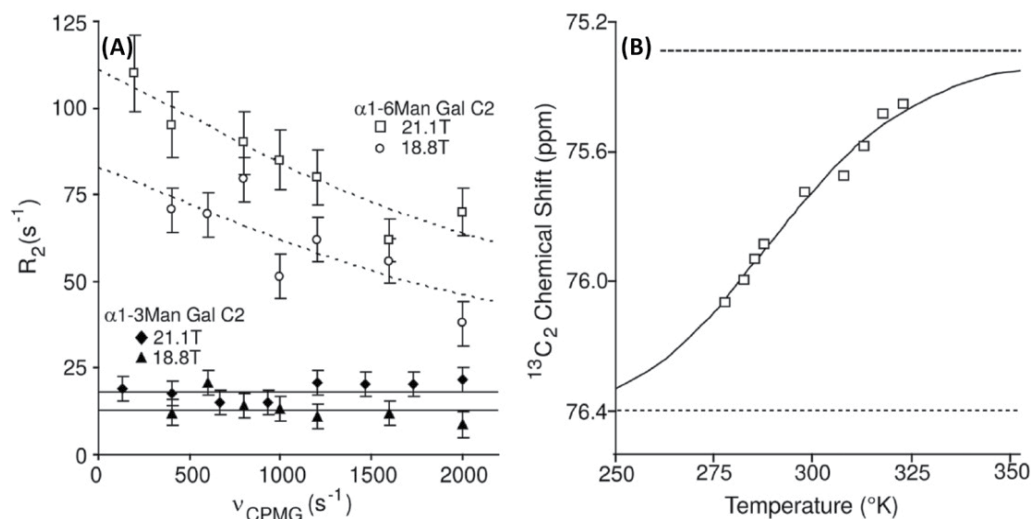 (A)
125
100
75
50
25
0
R2(s-1)
α1-6Man Gal C2
21.1T
18.8T
α1-3Man Gal C2
21.1T
18.8T
0 500 1000 1500 2000
νCPMG(s-1)
(B)
75.2
75.6
76.0
76.4
13C2 Chemical Shift (ppm)
250 275 300 325 350
Temperature (°K)